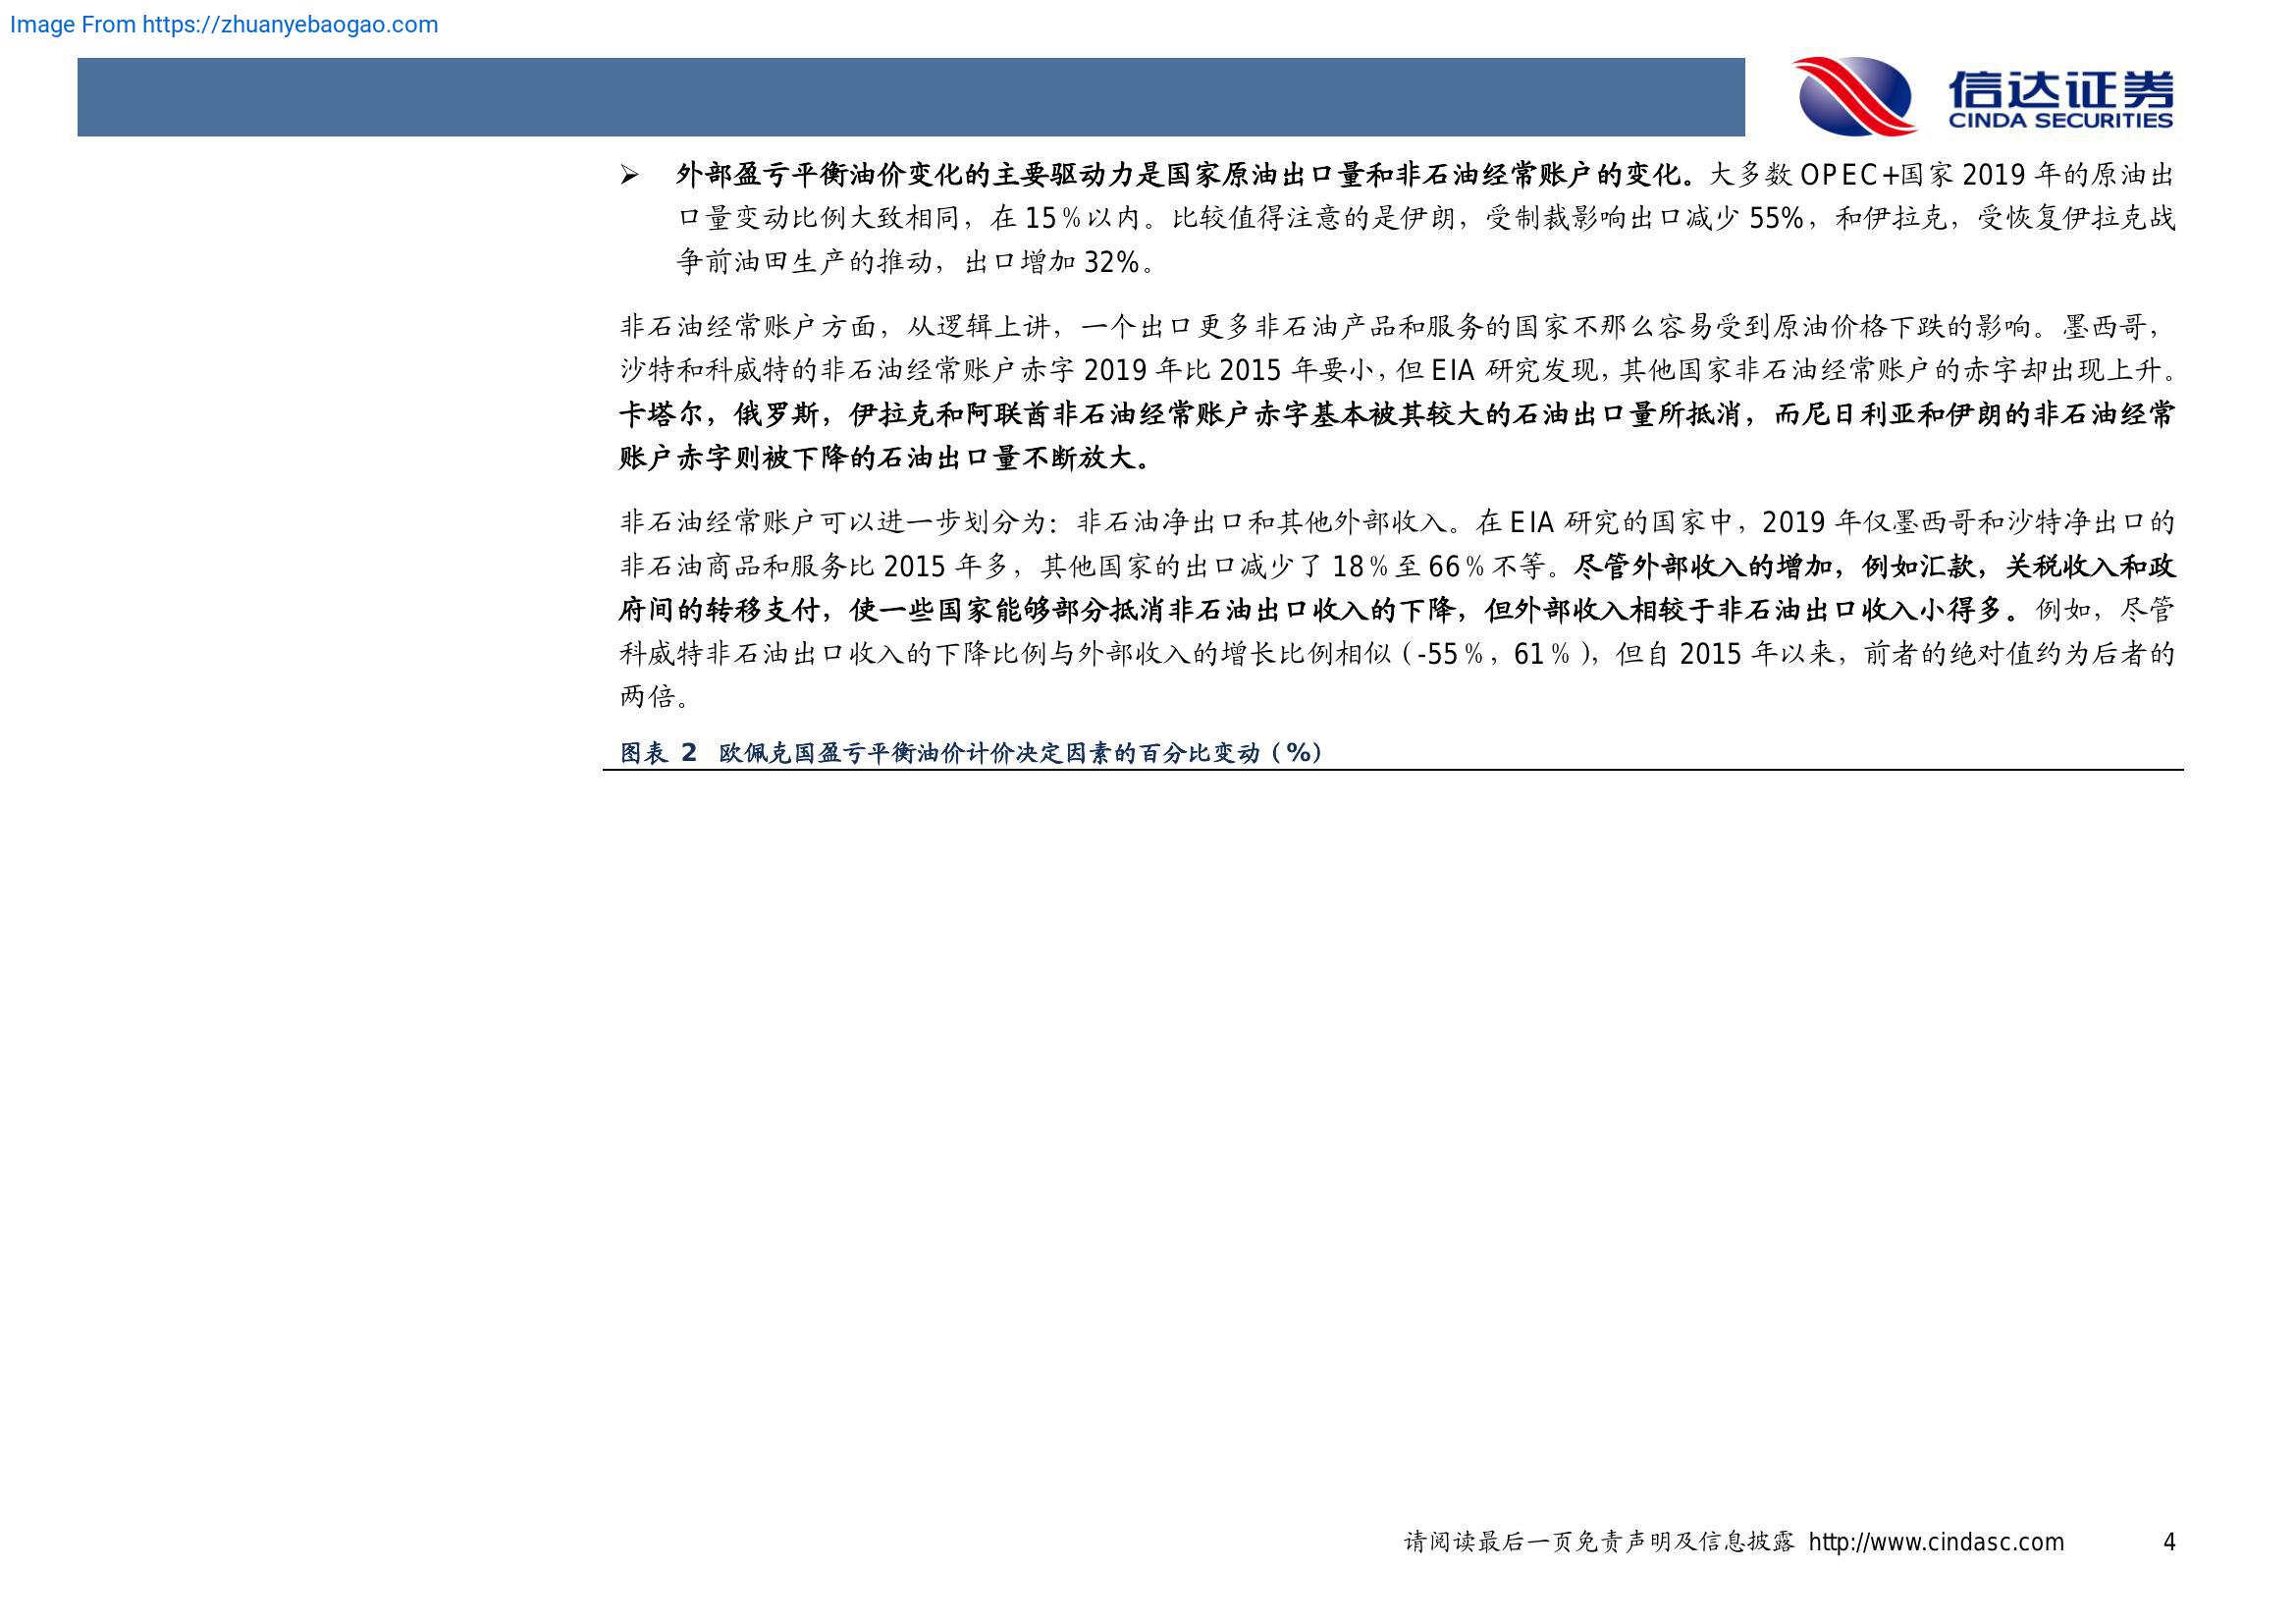 Image From https://zhuanyebaogao.com
信达证券
CINDA SECURITIES
➢ 外部盈亏平衡油价变化的主要驱动力是国家原油出口量和非石油经常账户的变化。大多数 OPEC+国家 2019 年的原油出
口量变动比例大致相同，在 15％以内。比较值得注意的是伊朗，受制裁影响出口减少 55%，和伊拉克，受恢复伊拉克战
争前油田生产的推动，出口增加 32%。
非石油经常账户方面，从逻辑上讲，一个出口更多非石油产品和服务的国家不那么容易受到原油价格下跌的影响。墨西哥，
沙特和科威特的非石油经常账户赤字 2019 年比 2015 年要小，但 EIA 研究发现，其他国家非石油经常账户的赤字却出现上升。
卡塔尔，俄罗斯，伊拉克和阿联酋非石油经常账户赤字基本被其较大的石油出口量所抵消，而尼日利亚和伊朗的非石油经常
账户赤字则被下降的石油出口量不断放大。
非石油经常账户可以进一步划分为：非石油净出口和其他外部收入。在 EIA 研究的国家中，2019 年仅墨西哥和沙特净出口的
非石油商品和服务比 2015 年多，其他国家的出口减少了 18％至 66％不等。尽管外部收入的增加，例如汇款，关税收入和政
府间的转移支付，使一些国家能够部分抵消非石油出口收入的下降，但外部收入相较于非石油出口收入小得多。例如，尽管
科威特非石油出口收入的下降比例与外部收入的增长比例相似（-55％，61％），但自 2015 年以来，前者的绝对值约为后者的
两倍。
图表 2 欧佩克国盈亏平衡油价计价决定因素的百分比变动（%）
请阅读最后一页免责声明及信息披露 http://www.cindasc.com 4